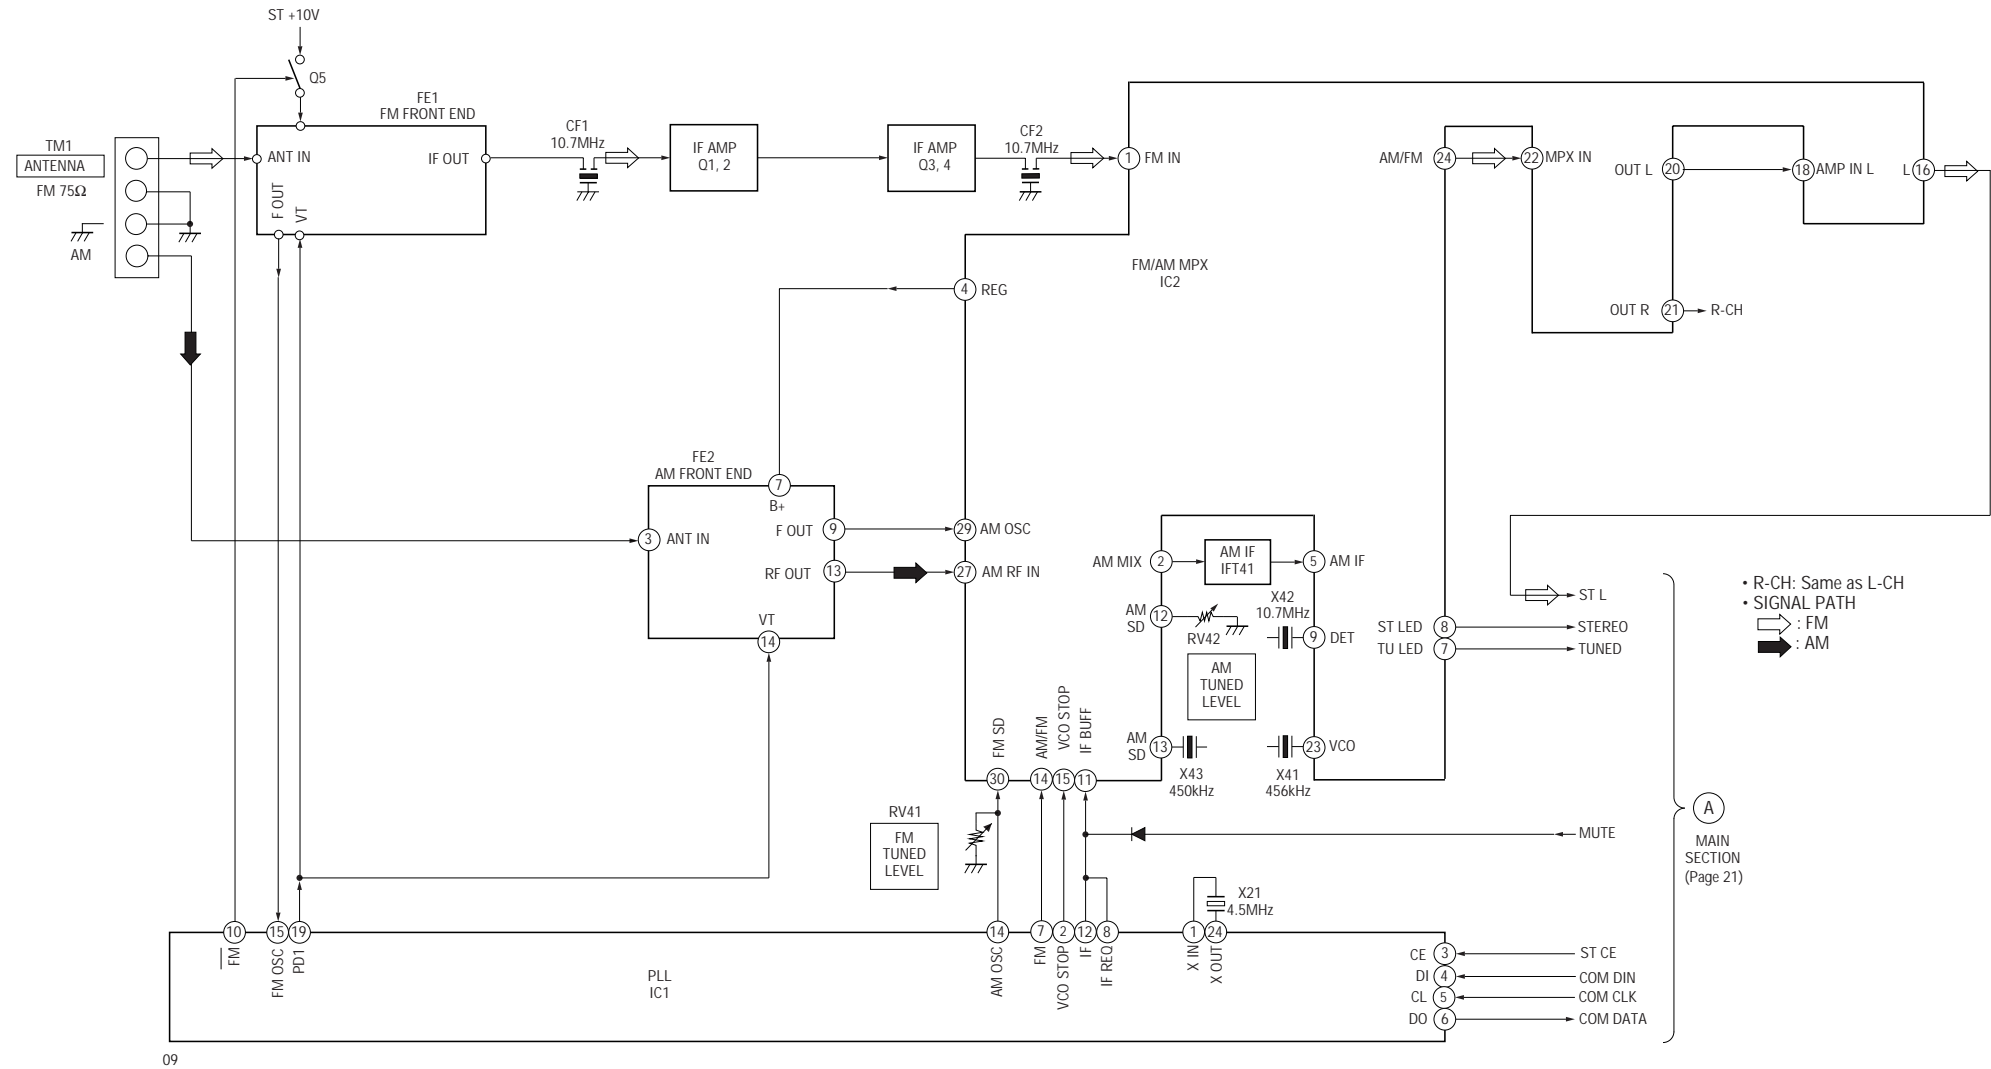 ST +10V
Q5
FE1
FM FRONT END
TM1
ANTENNA
FM 75Ω
AM
ANT IN
IF OUT
F OUT
VT
CF1
10.7MHz
IF AMP
Q1, 2
IF AMP
Q3, 4
CF2
10.7MHz
1 FM IN
FM/AM MPX
IC2
4 REG
AM/FM 24
22 MPX IN
OUT L 20
18 AMP IN L
L 16
OUT R 21
R-CH
FE2
AM FRONT END
7
B+
3 ANT IN
F OUT 9
RF OUT 13
VT
14
29 AM OSC
27 AM RF IN
AM MIX 2
AM IF
IFT41
5 AM IF
AM
SD
12
RV42
X42
10.7MHz
9 DET
AM
TUNED
LEVEL
AM
SD
13
X43
450kHz
X41
456kHz
23 VCO
ST L
ST LED 8
STEREO
TU LED 7
TUNED
• R-CH: Same as L-CH
• SIGNAL PATH
: FM
: AM
FM SD
AM/FM
VCO STOP
IF BUFF
30
14
15
11
RV41
FM
TUNED
LEVEL
MUTE
A
MAIN
SECTION
(Page 21)
X21
4.5MHz
10
15
19
14
7
2
12
8
1
24
FM
FM OSC
PD1
AM OSC
FM
VCO STOP
IF
IF REQ
X IN
X OUT
PLL
IC1
CE 3
ST CE
DI 4
COM DIN
CL 5
COM CLK
DO 6
COM DATA
09